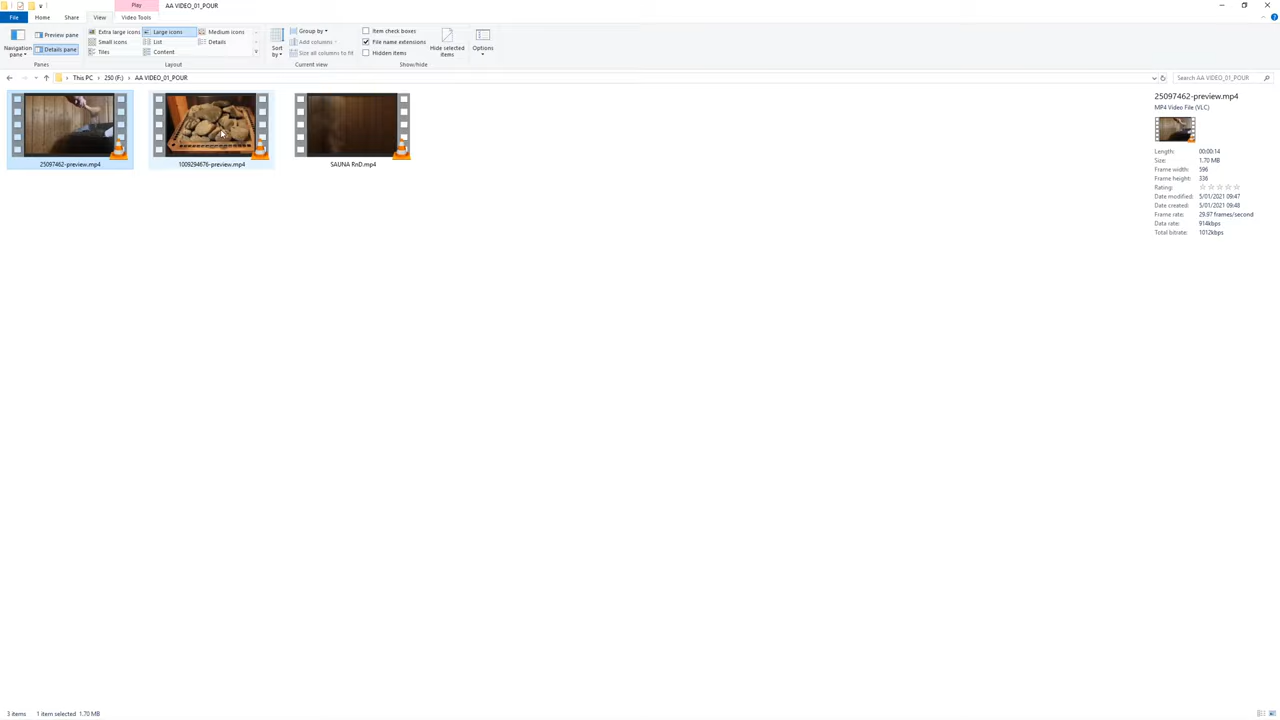 Play
AA VIDEO_01_POUR
File
Home
Share
View
Video Tools
Navigation pane
Preview pane
Details pane
Panes
Extra large icons
Large icons
Medium icons
Small icons
List
Details
Tiles
Content
Layout
Sort by
Group by
Add columns
Size all columns to fit
Current view
Item check boxes
File name extensions
Hidden items
Hide selected items
Show/hide
Options
This PC
250 (F:)
AA VIDEO_01_POUR
Search AA VIDEO_01_POUR
25097462-preview.mp4
1009294676-preview.mp4
SAUNA RnD.mp4
25097462-preview.mp4
MP4 Video File (VLC)
Length: 00:00:14
Size: 1.70 MB
Frame width: 596
Frame height: 336
Rating:
Date modified: 5/01/2021 09:47
Date created: 5/01/2021 09:48
Frame rate: 29.97 frames/second
Data rate: 914kbps
Total bitrate: 1012kbps
3 items
1 item selected 1.70 MB